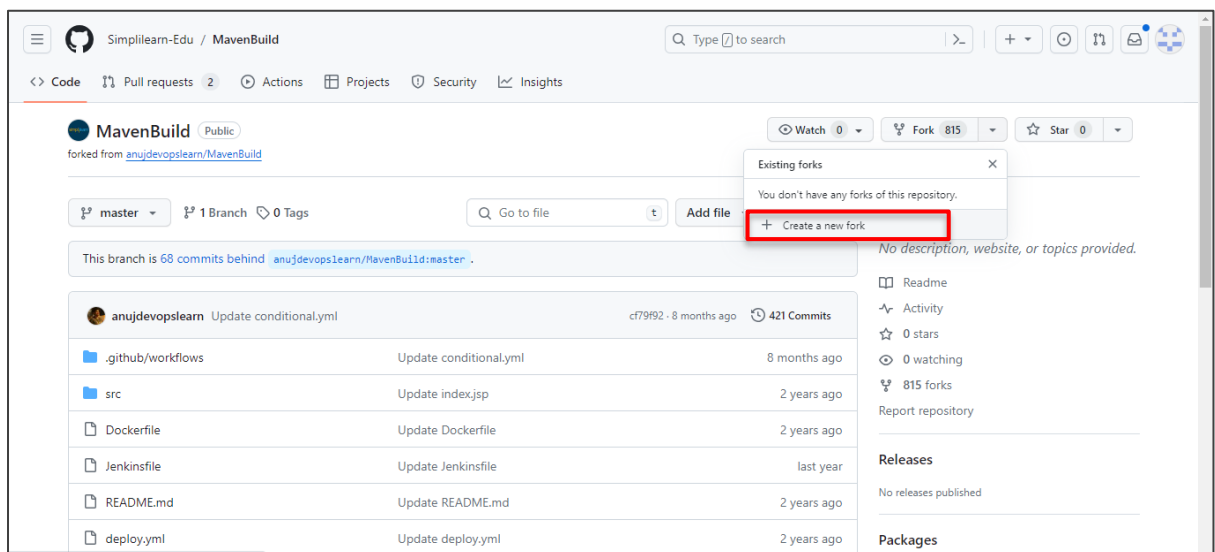 Simplilearn-Edu / MavenBuild
Type / to search
Code Pull requests 2 Actions Projects Security Insights
MavenBuild Public
Watch 0 Fork 815 Star 0
forked from anujdevopslearn/MavenBuild
Existing forks
You don't have any forks of this repository.
master 1 Branch 0 Tags Go to file t Add file
+ Create a new fork
No description, website, or topics provided.
This branch is 68 commits behind anujdevopslearn/MavenBuild:master .
Readme
anujdevopslearn Update conditional.yml cf79f92 · 8 months ago 421 Commits
Activity
0 stars
.github/workflows Update conditional.yml 8 months ago
0 watching
815 forks
src Update index.jsp 2 years ago
Report repository
Dockerfile Update Dockerfile 2 years ago
Releases
Jenkinsfile Update Jenkinsfile last year
No releases published
README.md Update README.md 2 years ago
deploy.yml Update deploy.yml 2 years ago
Packages